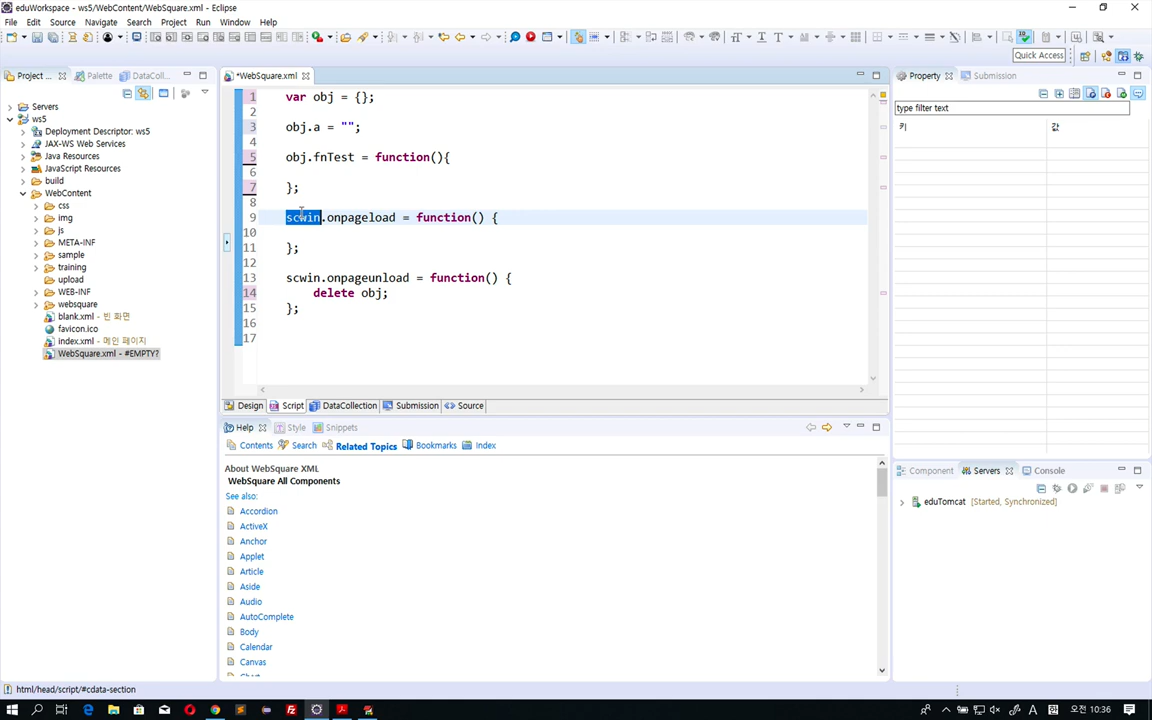 eduWorkspace - ws5/WebContent/WebSquare.xml - Eclipse
File Edit Source Navigate Search Project Run Window Help
Quick Access
Project ...
Palette
DataColl...
*WebSquare.xml
Property
Submission
Servers
ws5
Deployment Descriptor: ws5
JAX-WS Web Services
Java Resources
JavaScript Resources
build
WebContent
css
img
js
META-INF
sample
training
upload
WEB-INF
websquare
blank.xml - 빈 화면
favicon.ico
index.xml - 메인 페이지
WebSquare.xml - #EMPTY?
1 var obj = {};
2
3 obj.a = "";
4
5 obj.fnTest = function(){
6
7 };
8
9 scwin.onpageload = function() {
10
11 };
12
13 scwin.onpageunload = function() {
14 delete obj;
15 };
16
17
Design Script DataCollection Submission Source
Help Style Snippets
Contents Search Related Topics Bookmarks Index
About WebSquare XML
WebSquare All Components
See also:
Accordion
ActiveX
Anchor
Applet
Article
Aside
Audio
AutoComplete
Body
Calendar
Canvas
type filter text
키 값
Component Servers Console
eduTomcat [Started, Synchronized]
html/head/script/#cdata-section
A 한 오전 10:36